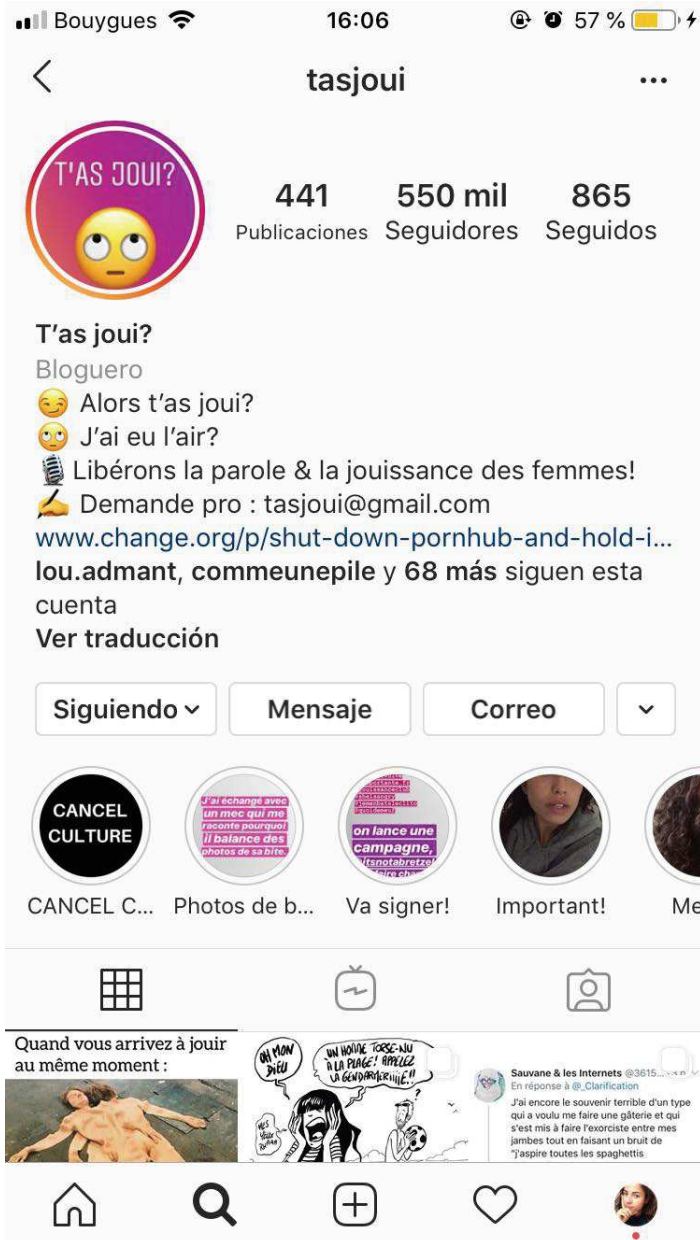 Bouygues 16:06 57 %
tasjoui
T'AS JOUI?
441 550 mil 865
Publicaciones Seguidores Seguidos
T'as joui?
Bloguero
Alors t'as joui?
J'ai eu l'air?
Libérons la parole & la jouissance des femmes!
Demande pro : tasjoui@gmail.com
www.change.org/p/shut-down-pornhub-and-hold-i...
lou.admant, commeunepile y 68 más siguen esta
cuenta
Ver traducción
Siguiendo Mensaje Correo
CANCEL
CULTURE
J'ai échangé avec
un mec qui me
raconte pourquoi
il balance des
photos de sa bite.
on lance une
campagne,
CANCEL C... Photos de b... Va signer! Important! Me
Quand vous arrivez à jouir
au même moment :
OH MON
DIEU
UN HOMME TORSE-NU
À LA PLAGE! APPELEZ
LA GENDARMERIIIE!!
MES
YEUX
Sauvane & les Internets @3615...
En réponse à @_Clarification
J'ai encore le souvenir terrible d'un type
qui a voulu me faire une gâterie et qui
s'est mis à faire l'exorciste entre mes
jambes tout en faisant un bruit de
"j'aspire toutes les spaghettis